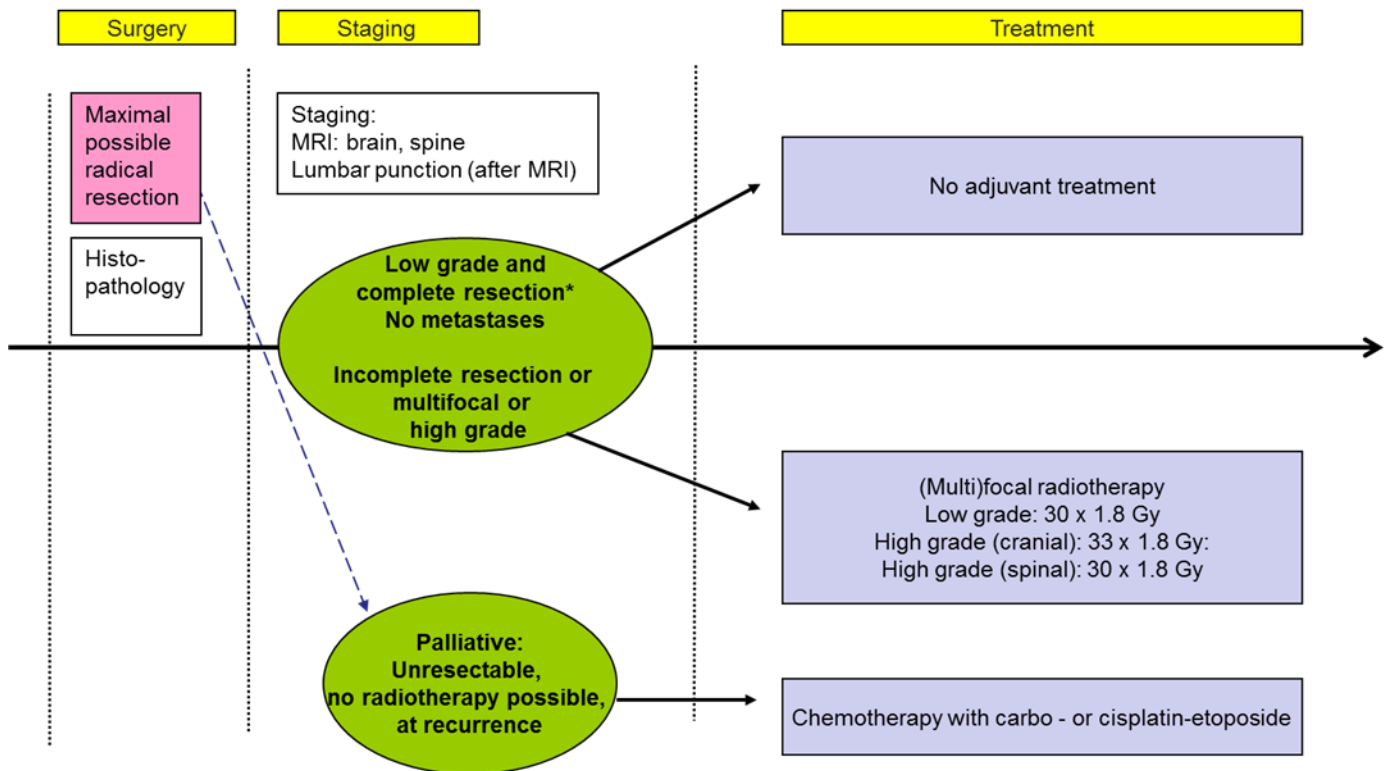 Surgery
Staging
Treatment
Maximal
possible
radical
resection
Histo-
pathology
Staging:
MRI: brain, spine
Lumbar punction (after MRI)
Low grade and
complete resection*
No metastases
Incomplete resection or
multifocal or
high grade
Palliative:
Unresectable,
no radiotherapy possible,
at recurrence
No adjuvant treatment
(Multi)focal radiotherapy
Low grade: 30 x 1.8 Gy
High grade (cranial): 33 x 1.8 Gy:
High grade (spinal): 30 x 1.8 Gy
Chemotherapy with carbo - or cisplatin-etoposide